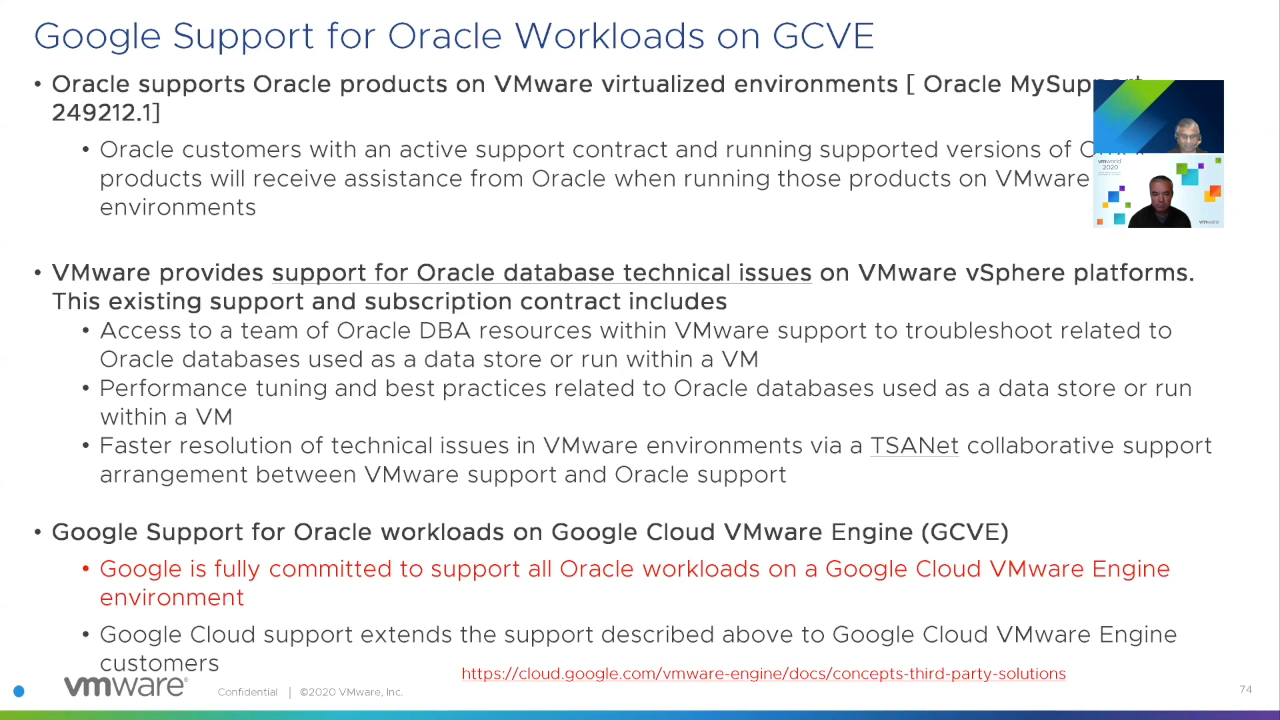 Google Support for Oracle Workloads on GCVE
• Oracle supports Oracle products on VMware virtualized environments [ Oracle MySupport
249212.1]
• Oracle customers with an active support contract and running supported versions of
products will receive assistance from Oracle when running those products on VMware
environments
• VMware provides support for Oracle database technical issues on VMware vSphere platforms.
This existing support and subscription contract includes
• Access to a team of Oracle DBA resources within VMware support to troubleshoot related to
Oracle databases used as a data store or run within a VM
• Performance tuning and best practices related to Oracle databases used as a data store or run
within a VM
• Faster resolution of technical issues in VMware environments via a TSANet collaborative support
arrangement between VMware support and Oracle support
• Google Support for Oracle workloads on Google Cloud VMware Engine (GCVE)
• Google is fully committed to support all Oracle workloads on a Google Cloud VMware Engine
environment
• Google Cloud support extends the support described above to Google Cloud VMware Engine
customers
https://cloud.google.com/vmware-engine/docs/concepts-third-party-solutions
vmware®
Confidential | ©2020 VMware, Inc.
74
vmworld
2020
vmware